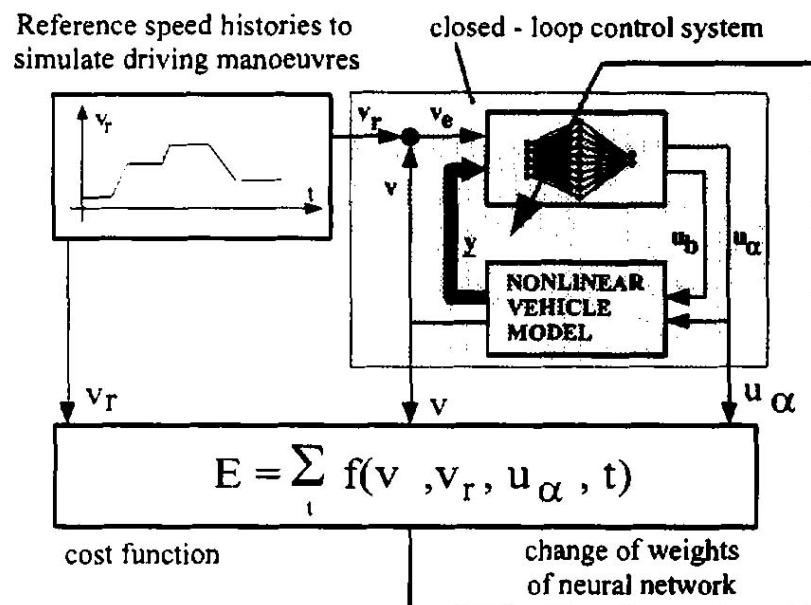 Reference speed histories to
simulate driving manoeuvres
closed - loop control system
v_r
t
v_r
v_e
v
y
u_b
u_α
NONLINEAR
VEHICLE
MODEL
v_r
v
u_α
E = ∑_t f(v ,v_r, u_α , t)
cost function
change of weights
of neural network